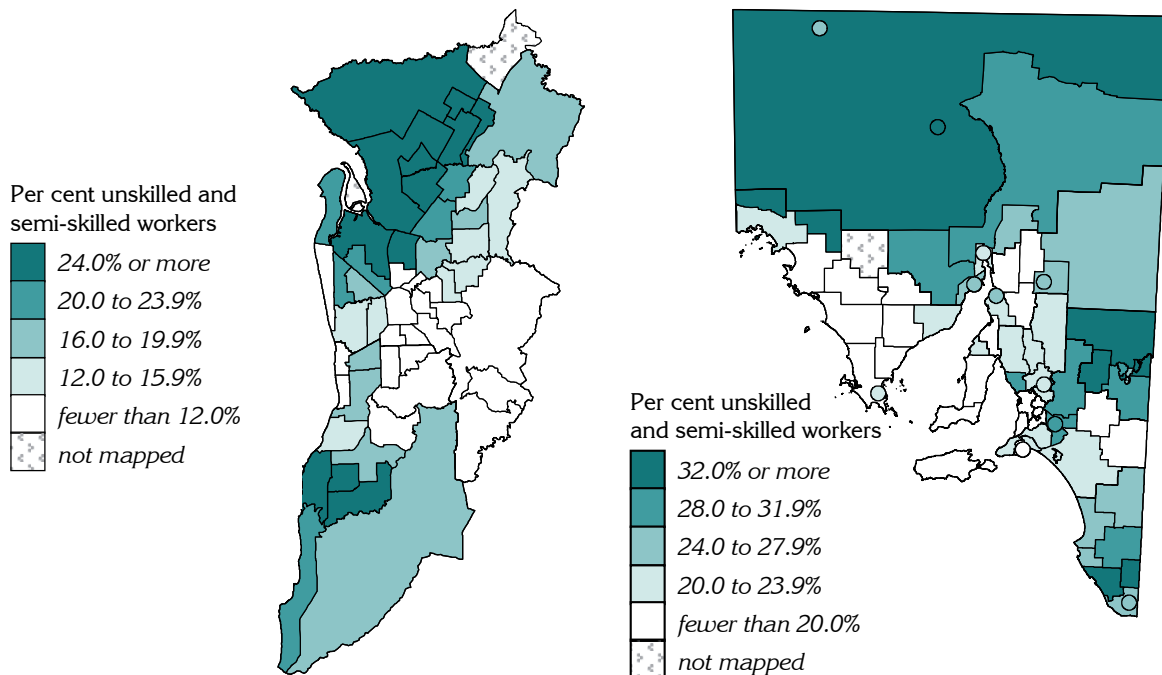 Per cent unskilled and
semi-skilled workers
24.0% or more
20.0 to 23.9%
16.0 to 19.9%
12.0 to 15.9%
fewer than 12.0%
not mapped
Per cent unskilled
and semi-skilled workers
32.0% or more
28.0 to 31.9%
24.0 to 27.9%
20.0 to 23.9%
fewer than 20.0%
not mapped